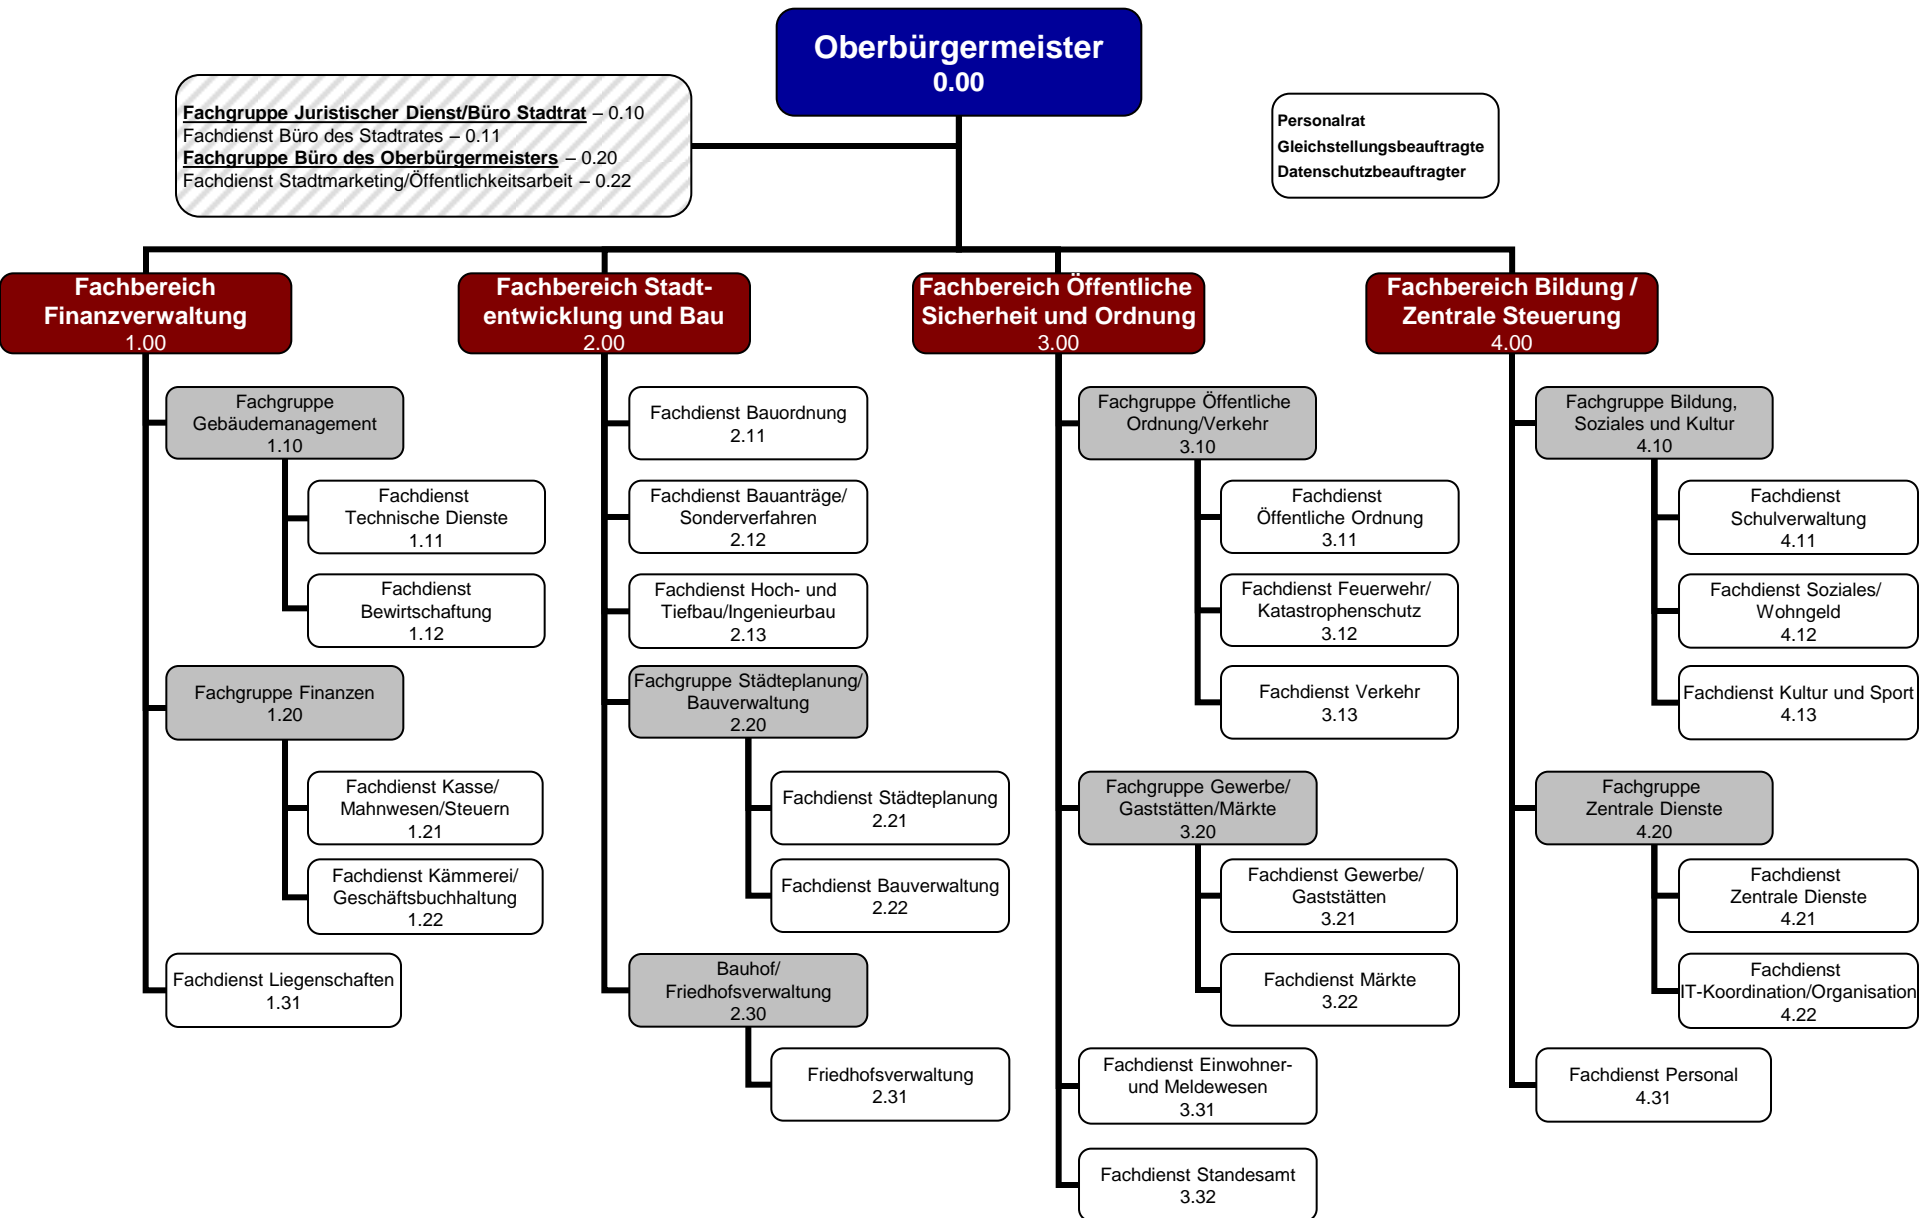 Oberbürgermeister
0.00
Fachgruppe Juristischer Dienst/Büro Stadtrat – 0.10
Fachdienst Büro des Stadtrates – 0.11
Fachgruppe Büro des Oberbürgermeisters – 0.20
Fachdienst Stadtmarketing/Öffentlichkeitsarbeit – 0.22
Personalrat
Gleichstellungsbeauftragte
Datenschutzbeauftragter
Fachbereich
Finanzverwaltung
1.00
Fachgruppe
Gebäudemanagement
1.10
Fachdienst
Technische Dienste
1.11
Fachdienst
Bewirtschaftung
1.12
Fachgruppe Finanzen
1.20
Fachdienst Kasse/
Mahnwesen/Steuern
1.21
Fachdienst Kämmerei/
Geschäftsbuchhaltung
1.22
Fachdienst Liegenschaften
1.31
Fachbereich Stadt-
entwicklung und Bau
2.00
Fachdienst Bauordnung
2.11
Fachdienst Bauanträge/
Sonderverfahren
2.12
Fachdienst Hoch- und
Tiefbau/Ingenieurbau
2.13
Fachgruppe Städteplanung/
Bauverwaltung
2.20
Fachdienst Städteplanung
2.21
Fachdienst Bauverwaltung
2.22
Bauhof/
Friedhofsverwaltung
2.30
Friedhofsverwaltung
2.31
Fachbereich Öffentliche
Sicherheit und Ordnung
3.00
Fachgruppe Öffentliche
Ordnung/Verkehr
3.10
Fachdienst
Öffentliche Ordnung
3.11
Fachdienst Feuerwehr/
Katastrophenschutz
3.12
Fachdienst Verkehr
3.13
Fachgruppe Gewerbe/
Gaststätten/Märkte
3.20
Fachdienst Gewerbe/
Gaststätten
3.21
Fachdienst Märkte
3.22
Fachdienst Einwohner-
und Meldewesen
3.31
Fachdienst Standesamt
3.32
Fachbereich Bildung /
Zentrale Steuerung
4.00
Fachgruppe Bildung,
Soziales und Kultur
4.10
Fachdienst
Schulverwaltung
4.11
Fachdienst Soziales/
Wohngeld
4.12
Fachdienst Kultur und Sport
4.13
Fachgruppe
Zentrale Dienste
4.20
Fachdienst
Zentrale Dienste
4.21
Fachdienst
IT-Koordination/Organisation
4.22
Fachdienst Personal
4.31